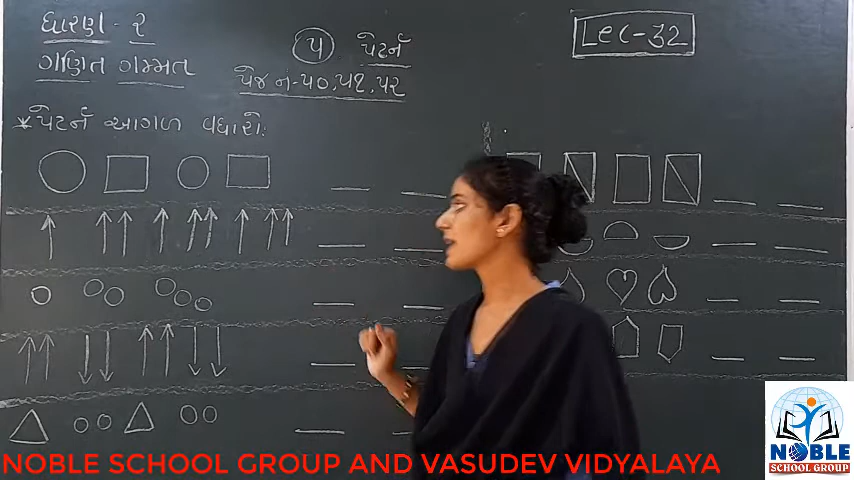 ધોરણ - ૨
ગણિત ગમ્મત
૫ પેટર્ન
પેજ નં-૫૦,૫૧,૫૨
Lec-32
*પેટર્ન આગળ વધારો:
NOBLE SCHOOL GROUP AND VASUDEV VIDYALAYA
NOBLE
SCHOOL GROUP